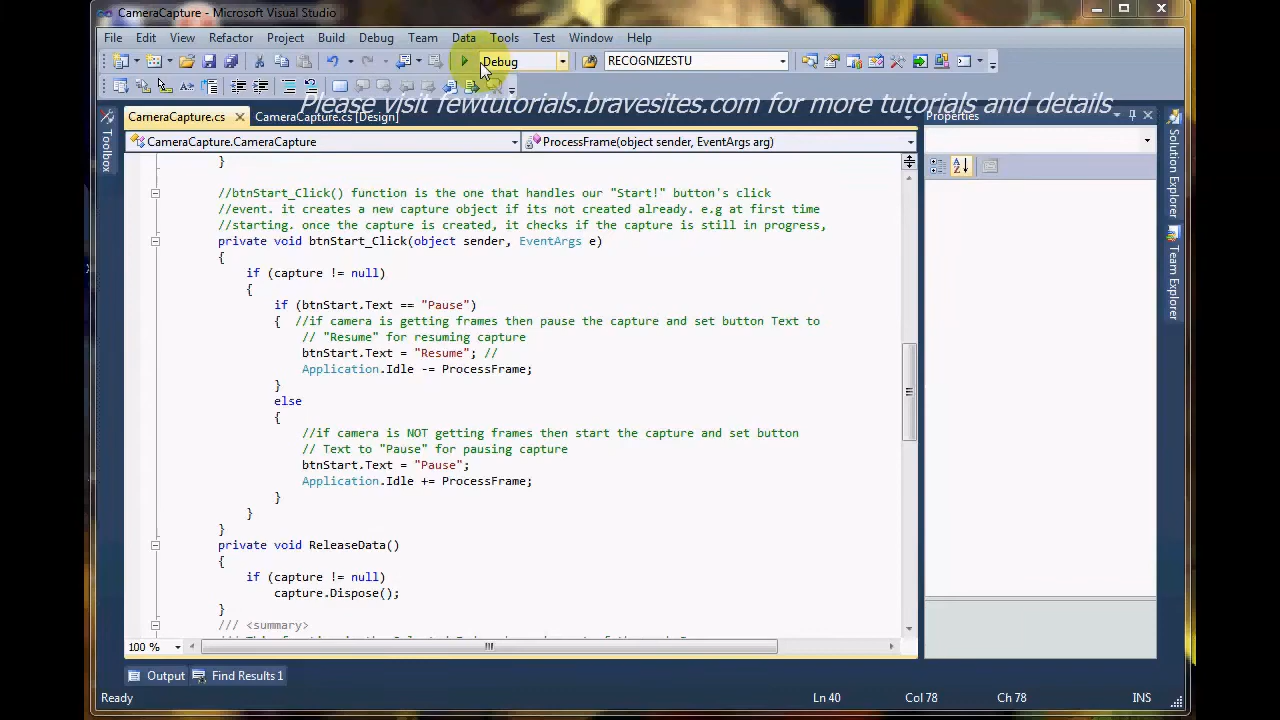 CameraCapture - Microsoft Visual Studio
File Edit View Refactor Project Build Debug Team Data Tools Test Window Help
Debug RECOGNIZESTU
Please visit fewtutorials.bravesites.com for more tutorials and details
CameraCapture.cs CameraCapture.cs [Design] Properties
Toolbox
CameraCapture.CameraCapture ProcessFrame(object sender, EventArgs arg)
}
//btnStart_Click() function is the one that handles our "Start!" button's click
//event. it creates a new capture object if its not created already. e.g at first time
//starting. once the capture is created, it checks if the capture is still in progress,
private void btnStart_Click(object sender, EventArgs e)
{
if (capture != null)
{
if (btnStart.Text == "Pause")
{ //if camera is getting frames then pause the capture and set button Text to
// "Resume" for resuming capture
btnStart.Text = "Resume"; //
Application.Idle -= ProcessFrame;
}
else
{
//if camera is NOT getting frames then start the capture and set button
// Text to "Pause" for pausing capture
btnStart.Text = "Pause";
Application.Idle += ProcessFrame;
}
}
}
private void ReleaseData()
{
if (capture != null)
capture.Dispose();
}
/// <summary>
100 %
Solution Explorer
Team Explorer
Output Find Results 1
Ready Ln 40 Col 78 Ch 78 INS